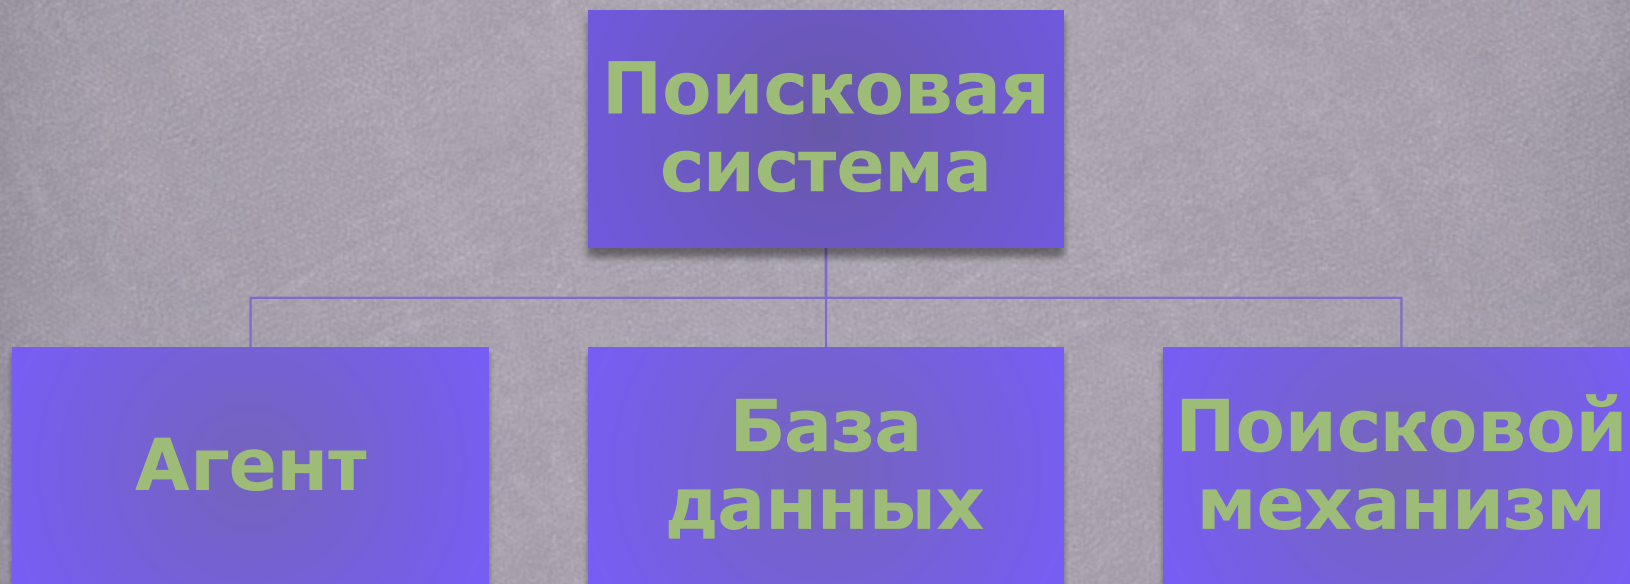 Поисковая
система
Агент
База
данных
Поисковой
механизм